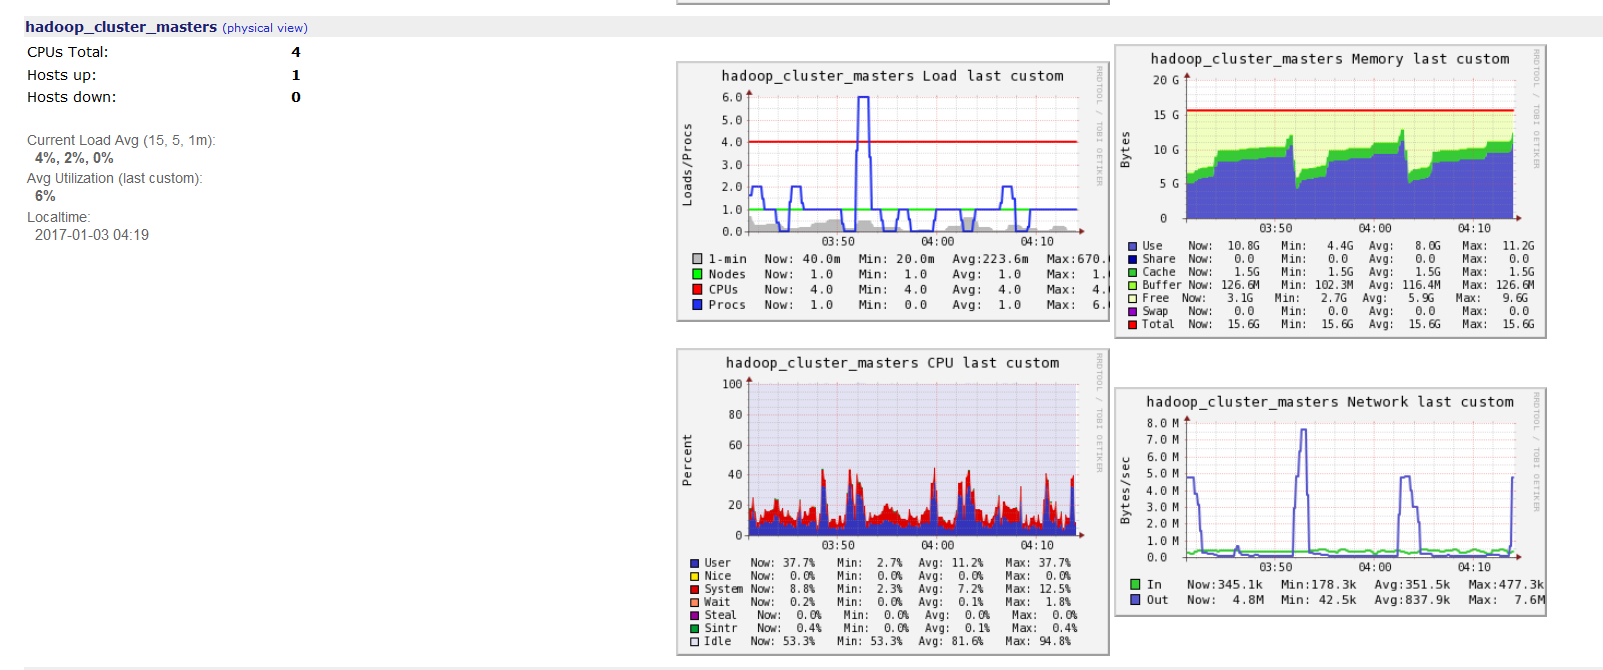 hadoop_cluster_masters (physical view)
CPUs Total: 4
Hosts up: 1
Hosts down: 0
Current Load Avg (15, 5, 1m):
4%, 2%, 0%
Avg Utilization (last custom):
6%
Localtime:
2017-01-03 04:19
hadoop_cluster_masters Load last custom
RRDTOOL / TOBI OETIKER
Loads/Procs
6.0
5.0
4.0
3.0
2.0
1.0
0.0
03:50 04:00 04:10
1-min Now: 40.0m Min: 20.0m Avg:223.6m Max:670.
Nodes Now: 1.0 Min: 1.0 Avg: 1.0 Max: 1.
CPUs Now: 4.0 Min: 4.0 Avg: 4.0 Max: 4.
Procs Now: 1.0 Min: 0.0 Avg: 1.0 Max: 6.
hadoop_cluster_masters Memory last custom
RRDTOOL / TOBI OETIKER
Bytes
20 G
15 G
10 G
5 G
0
03:50 04:00 04:10
Use Now: 10.8G Min: 4.4G Avg: 8.0G Max: 11.2G
Share Now: 0.0 Min: 0.0 Avg: 0.0 Max: 0.0
Cache Now: 1.5G Min: 1.5G Avg: 1.5G Max: 1.5G
Buffer Now: 126.6M Min: 102.3M Avg: 116.4M Max: 126.6M
Free Now: 3.1G Min: 2.7G Avg: 5.9G Max: 9.6G
Swap Now: 0.0 Min: 0.0 Avg: 0.0 Max: 0.0
Total Now: 15.6G Min: 15.6G Avg: 15.6G Max: 15.6G
hadoop_cluster_masters CPU last custom
RRDTOOL / TOBI OETIKER
Percent
100
80
60
40
20
0
03:50 04:00 04:10
User Now: 37.7% Min: 2.7% Avg: 11.2% Max: 37.7%
Nice Now: 0.0% Min: 0.0% Avg: 0.0% Max: 0.0%
System Now: 8.8% Min: 2.3% Avg: 7.2% Max: 12.5%
Wait Now: 0.2% Min: 0.0% Avg: 0.1% Max: 1.8%
Steal Now: 0.0% Min: 0.0% Avg: 0.0% Max: 0.0%
Sintr Now: 0.4% Min: 0.0% Avg: 0.1% Max: 0.4%
Idle Now: 53.3% Min: 53.3% Avg: 81.6% Max: 94.8%
hadoop_cluster_masters Network last custom
RRDTOOL / TOBI OETIKER
Bytes/sec
8.0 M
7.0 M
6.0 M
5.0 M
4.0 M
3.0 M
2.0 M
1.0 M
0.0
03:50 04:00 04:10
In Now:345.1k Min:178.3k Avg:351.5k Max:477.3k
Out Now: 4.8M Min: 42.5k Avg:837.9k Max: 7.6M